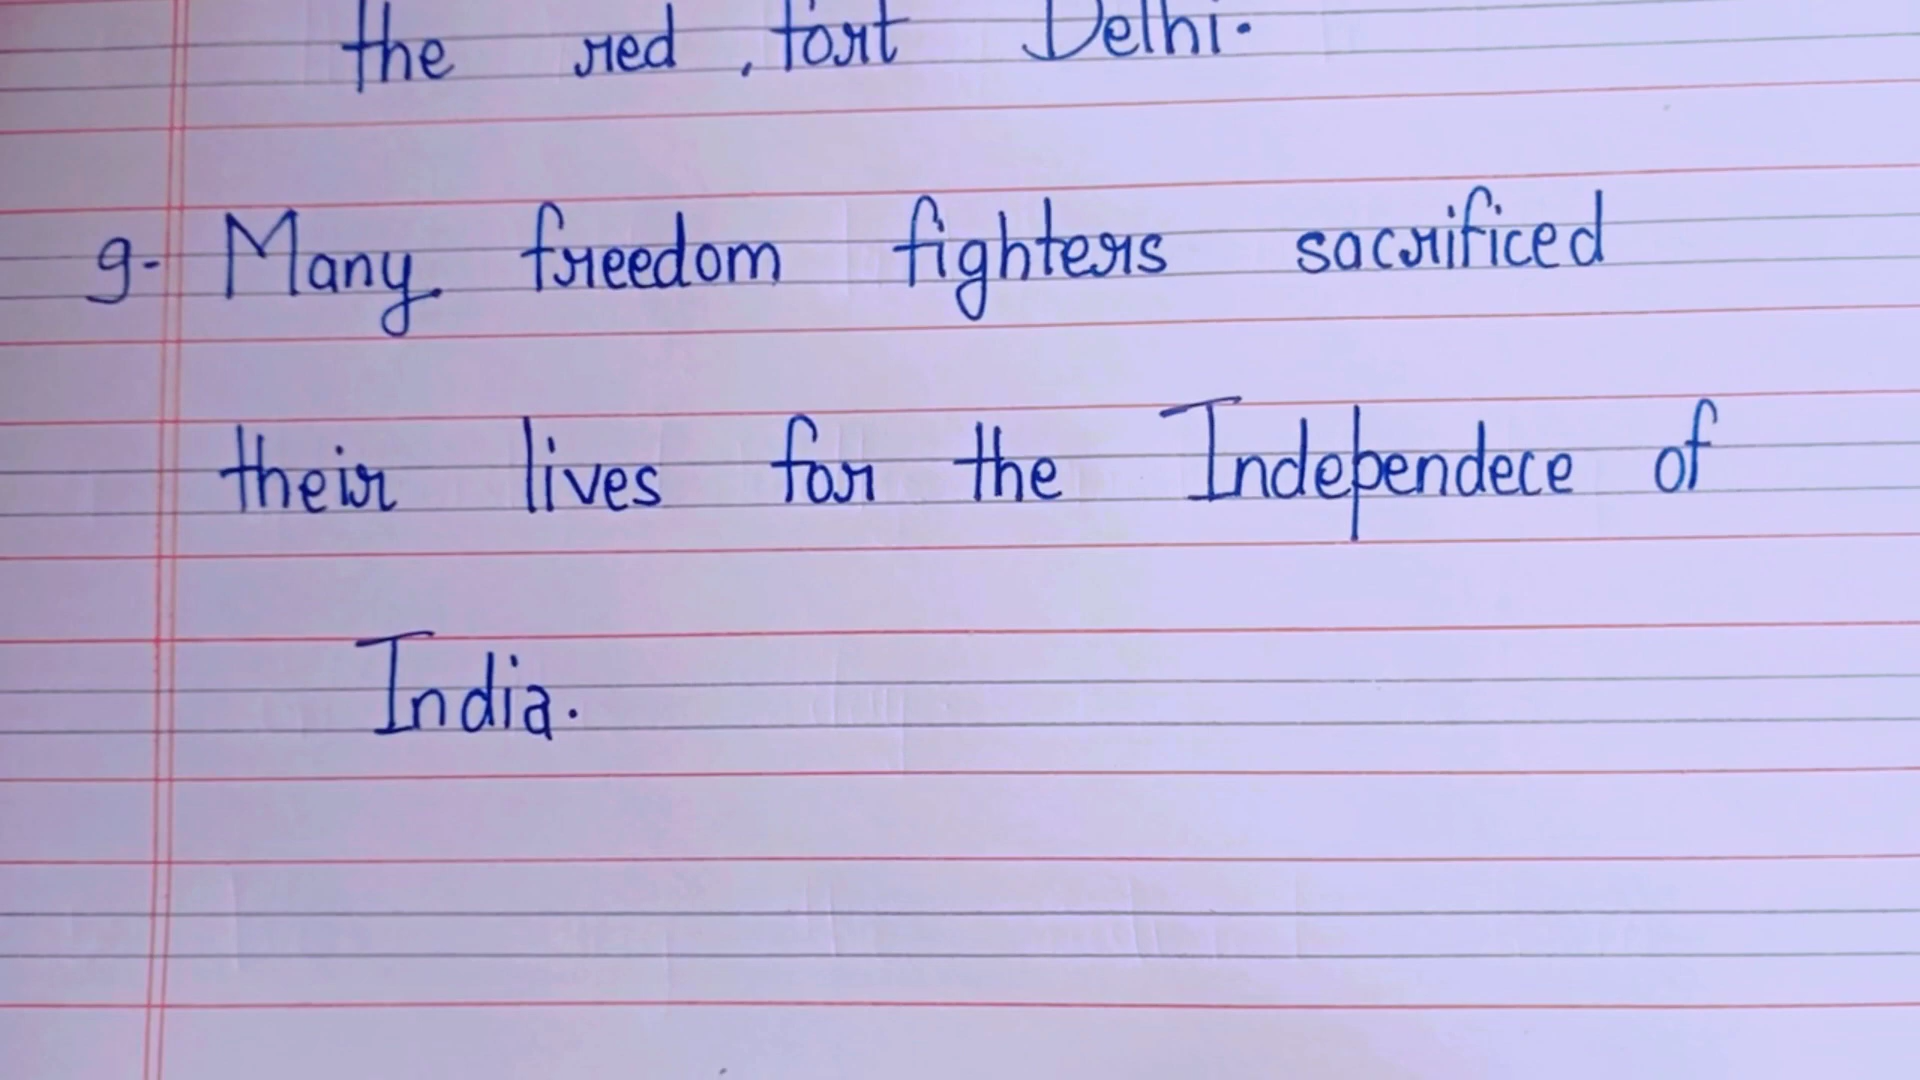 the red , fort Delhi.
9- Many freedom fighters sacrificed
their lives for the Independece of
India.